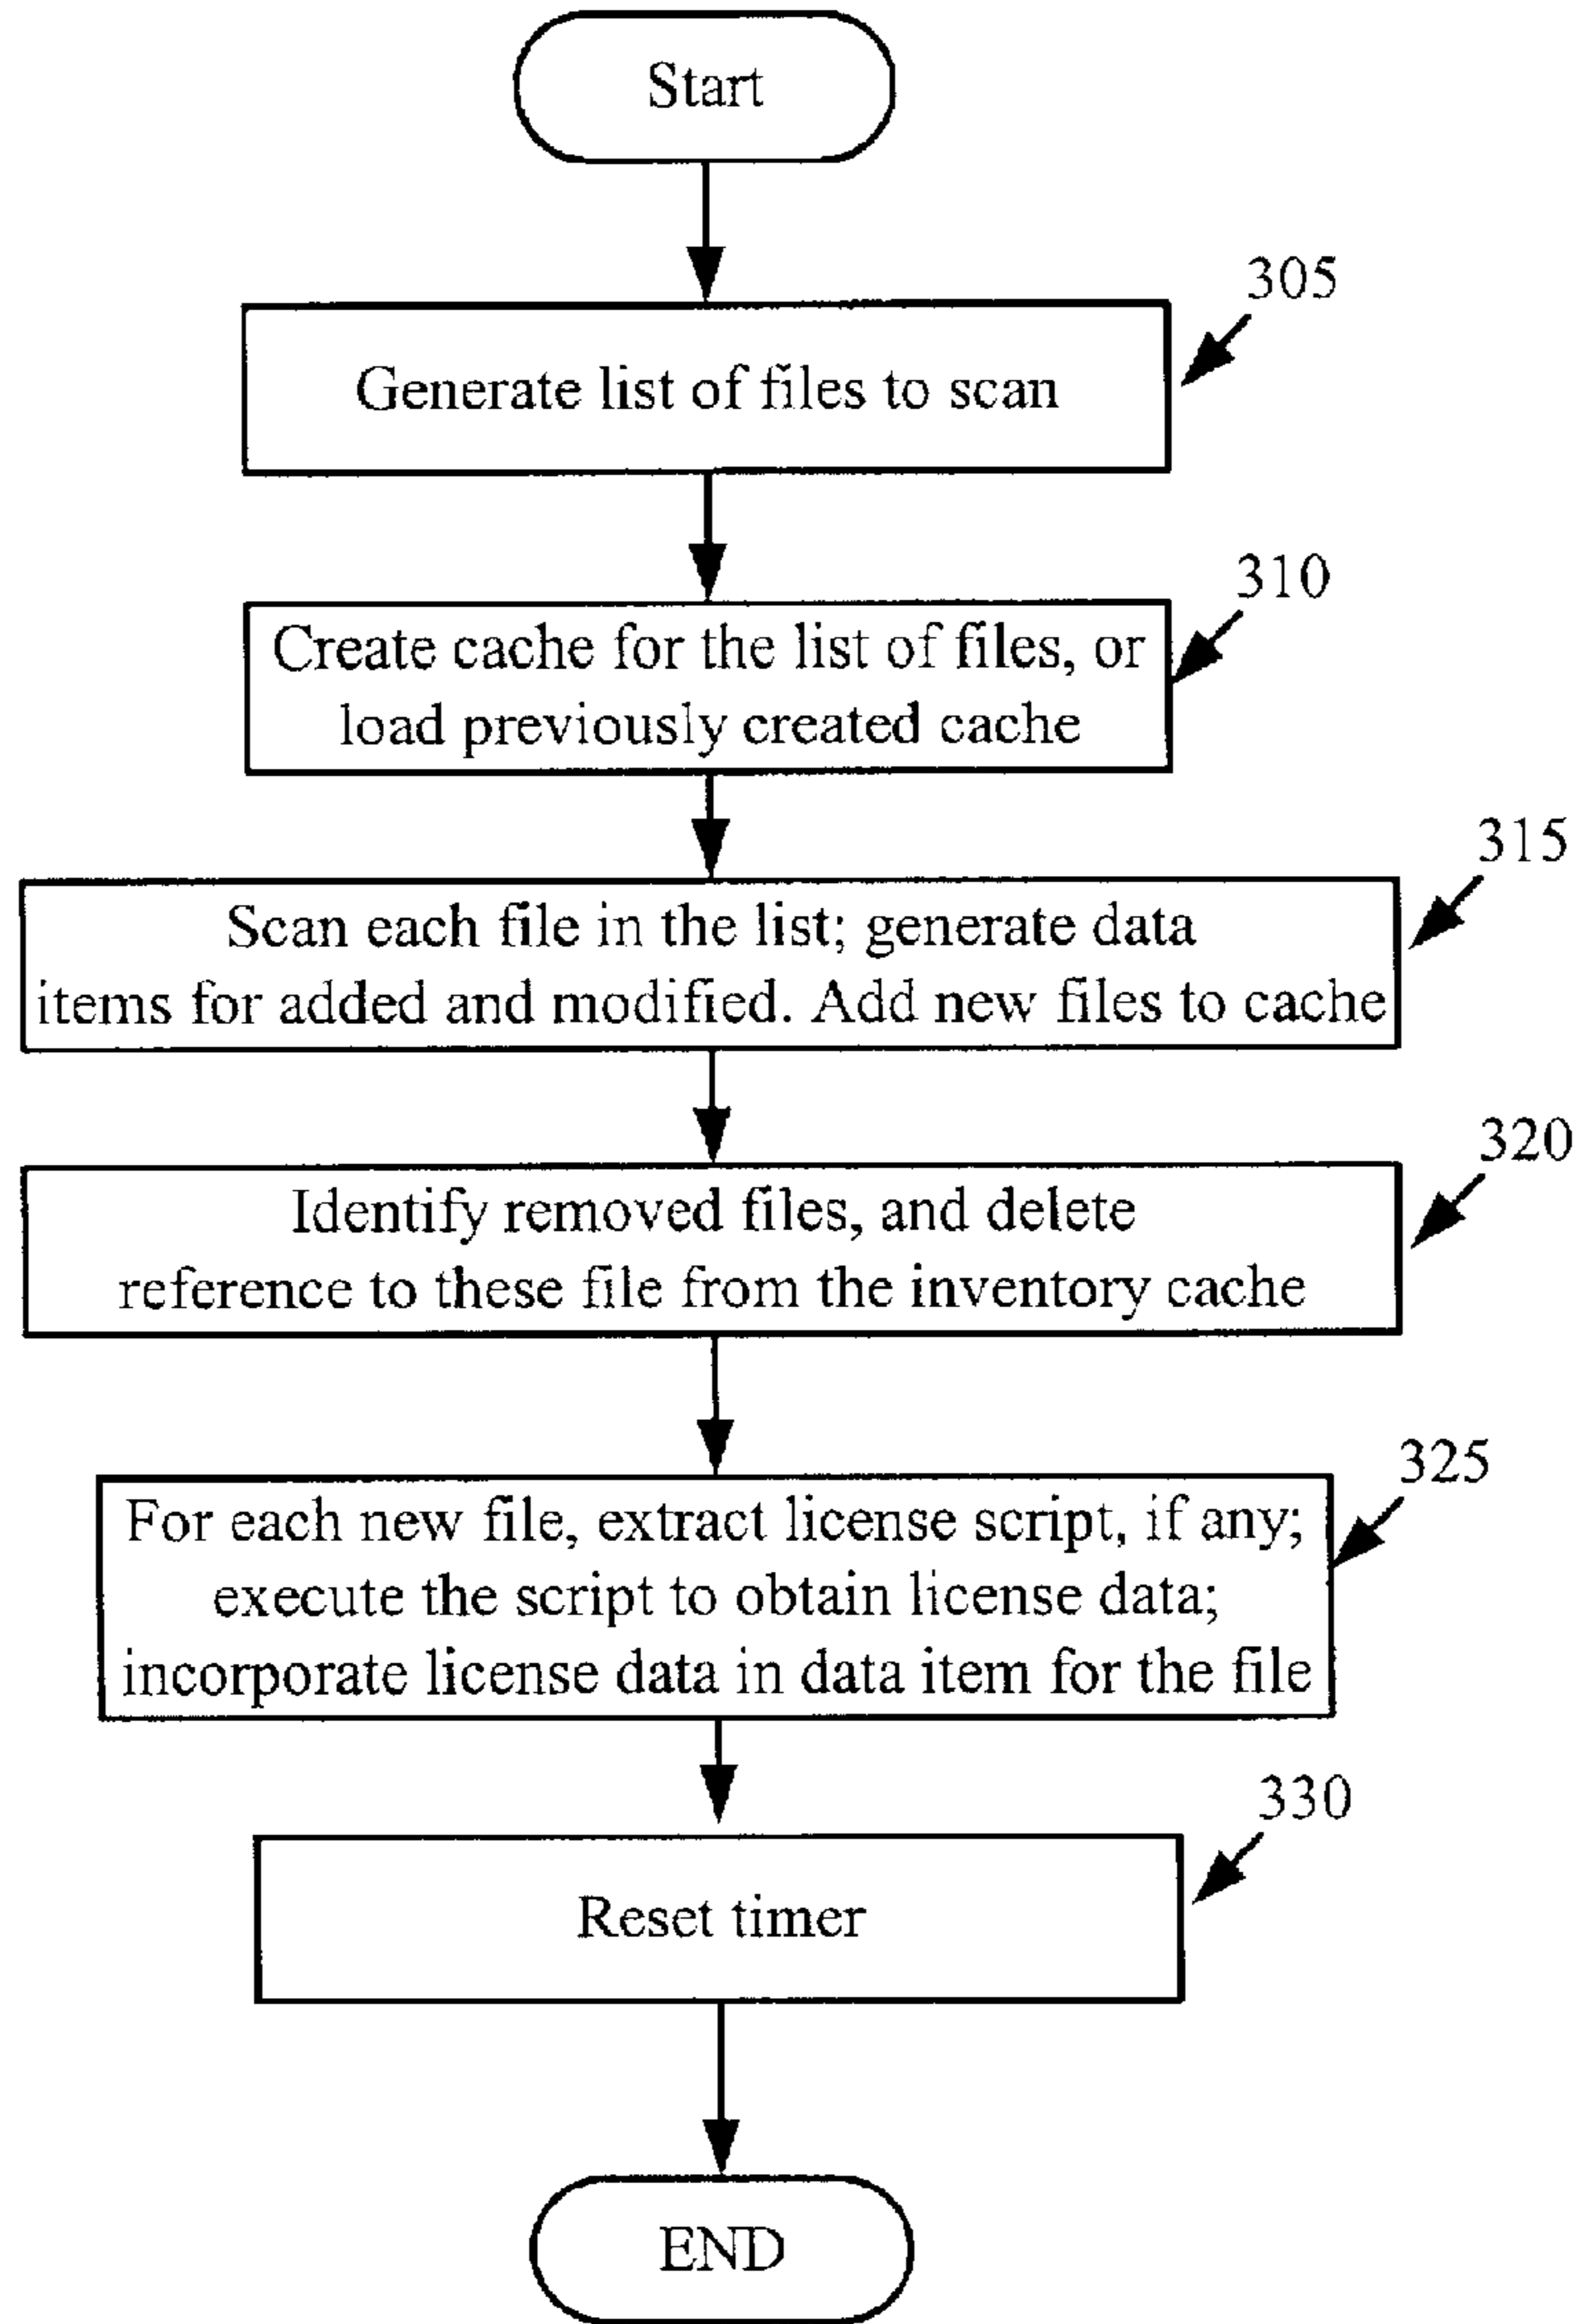 Start
305
Generate list of files to scan
310
Create cache for the list of files, or
load previously created cache
315
Scan each file in the list; generate data
items for added and modified. Add new files to cache
320
Identify removed files, and delete
reference to these file from the inventory cache
325
For each new file, extract license script, if any;
execute the script to obtain license data;
incorporate license data in data item for the file
330
Reset timer
END